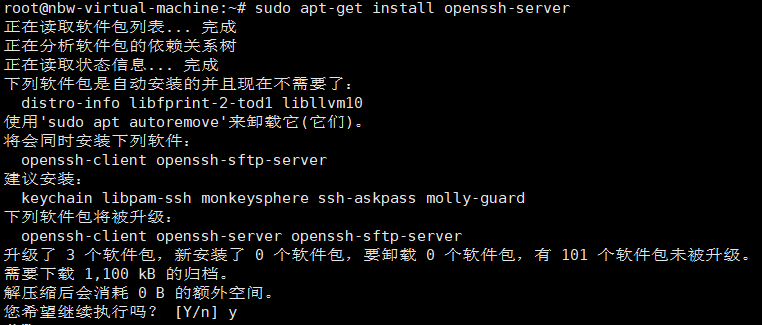 root@nbw-virtual-machine:~# sudo apt-get install openssh-server
正在读取软件包列表... 完成
正在分析软件包的依赖关系树
正在读取状态信息... 完成
下列软件包是自动安装的并且现在不需要了：
  distro-info libfprint-2-tod1 libllvm10
使用'sudo apt autoremove'来卸载它(它们)。
将会同时安装下列软件：
  openssh-client openssh-sftp-server
建议安装：
  keychain libpam-ssh monkeysphere ssh-askpass molly-guard
下列软件包将被升级：
  openssh-client openssh-server openssh-sftp-server
升级了 3 个软件包，新安装了 0 个软件包，要卸载 0 个软件包，有 101 个软件包未被升级。
需要下载 1,100 kB 的归档。
解压缩后会消耗 0 B 的额外空间。
您希望继续执行吗？ [Y/n] y